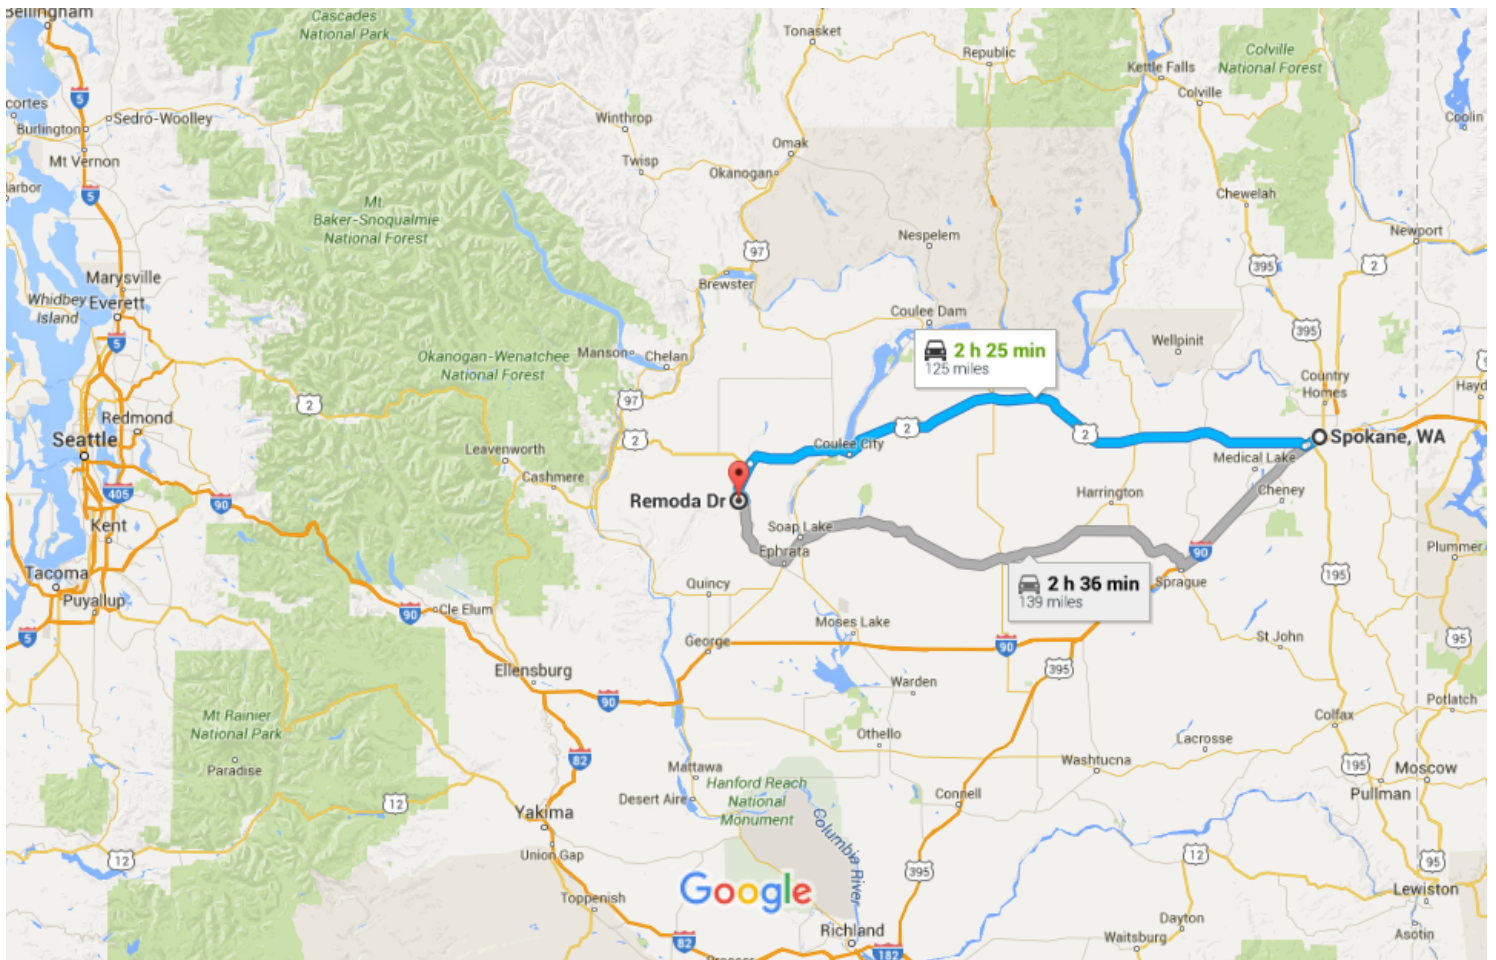 Bellingham
Cascades
National Park
Tonasket
Republic
Colville
National Forest
Kettle Falls
Colville
5
cortes
Sedro-Woolley
Burlington
Winthrop
Coolin
Mt Vernon
Omak
Twisp
Okanogan
5
arbor
Chewelah
Mt
Baker-Snoqualmie
National Forest
Nespelem
Newport
97
395
2
Marysville
Brewster
Whidbey
Island
Everett
Coulee Dam
395
5
Wellpinit
2 h 25 min
125 miles
Okanogan-Wenatchee
National Forest
Manson
Chelan
Country
Homes
Hayd
2
97
Redmond
2
2
2
Seattle
Leavenworth
Coulee City
Spokane, WA
Medical Lake
Cashmere
405
90
Remoda Dr
Harrington
Cheney
Kent
Soap Lake
Ephrata
90
Plummer
Tacoma
Quincy
2 h 36 min
139 miles
Sprague
195
Puyallup
90
Cle Elum
Moses Lake
5
George
90
St John
95
Ellensburg
395
Warden
90
Potlatch
Mt Rainier
National Park
Colfax
Othello
Lacrosse
82
Paradise
Mattawa
Washtucna
195
Moscow
Hanford Reach
National
Monument
Desert Aire
Connell
Pullman
12
Yakima
Columbia River
Union Gap
12
12
395
95
Google
Lewiston
Toppenish
Dayton
Richland
Asotin
82
182
Waitsburg